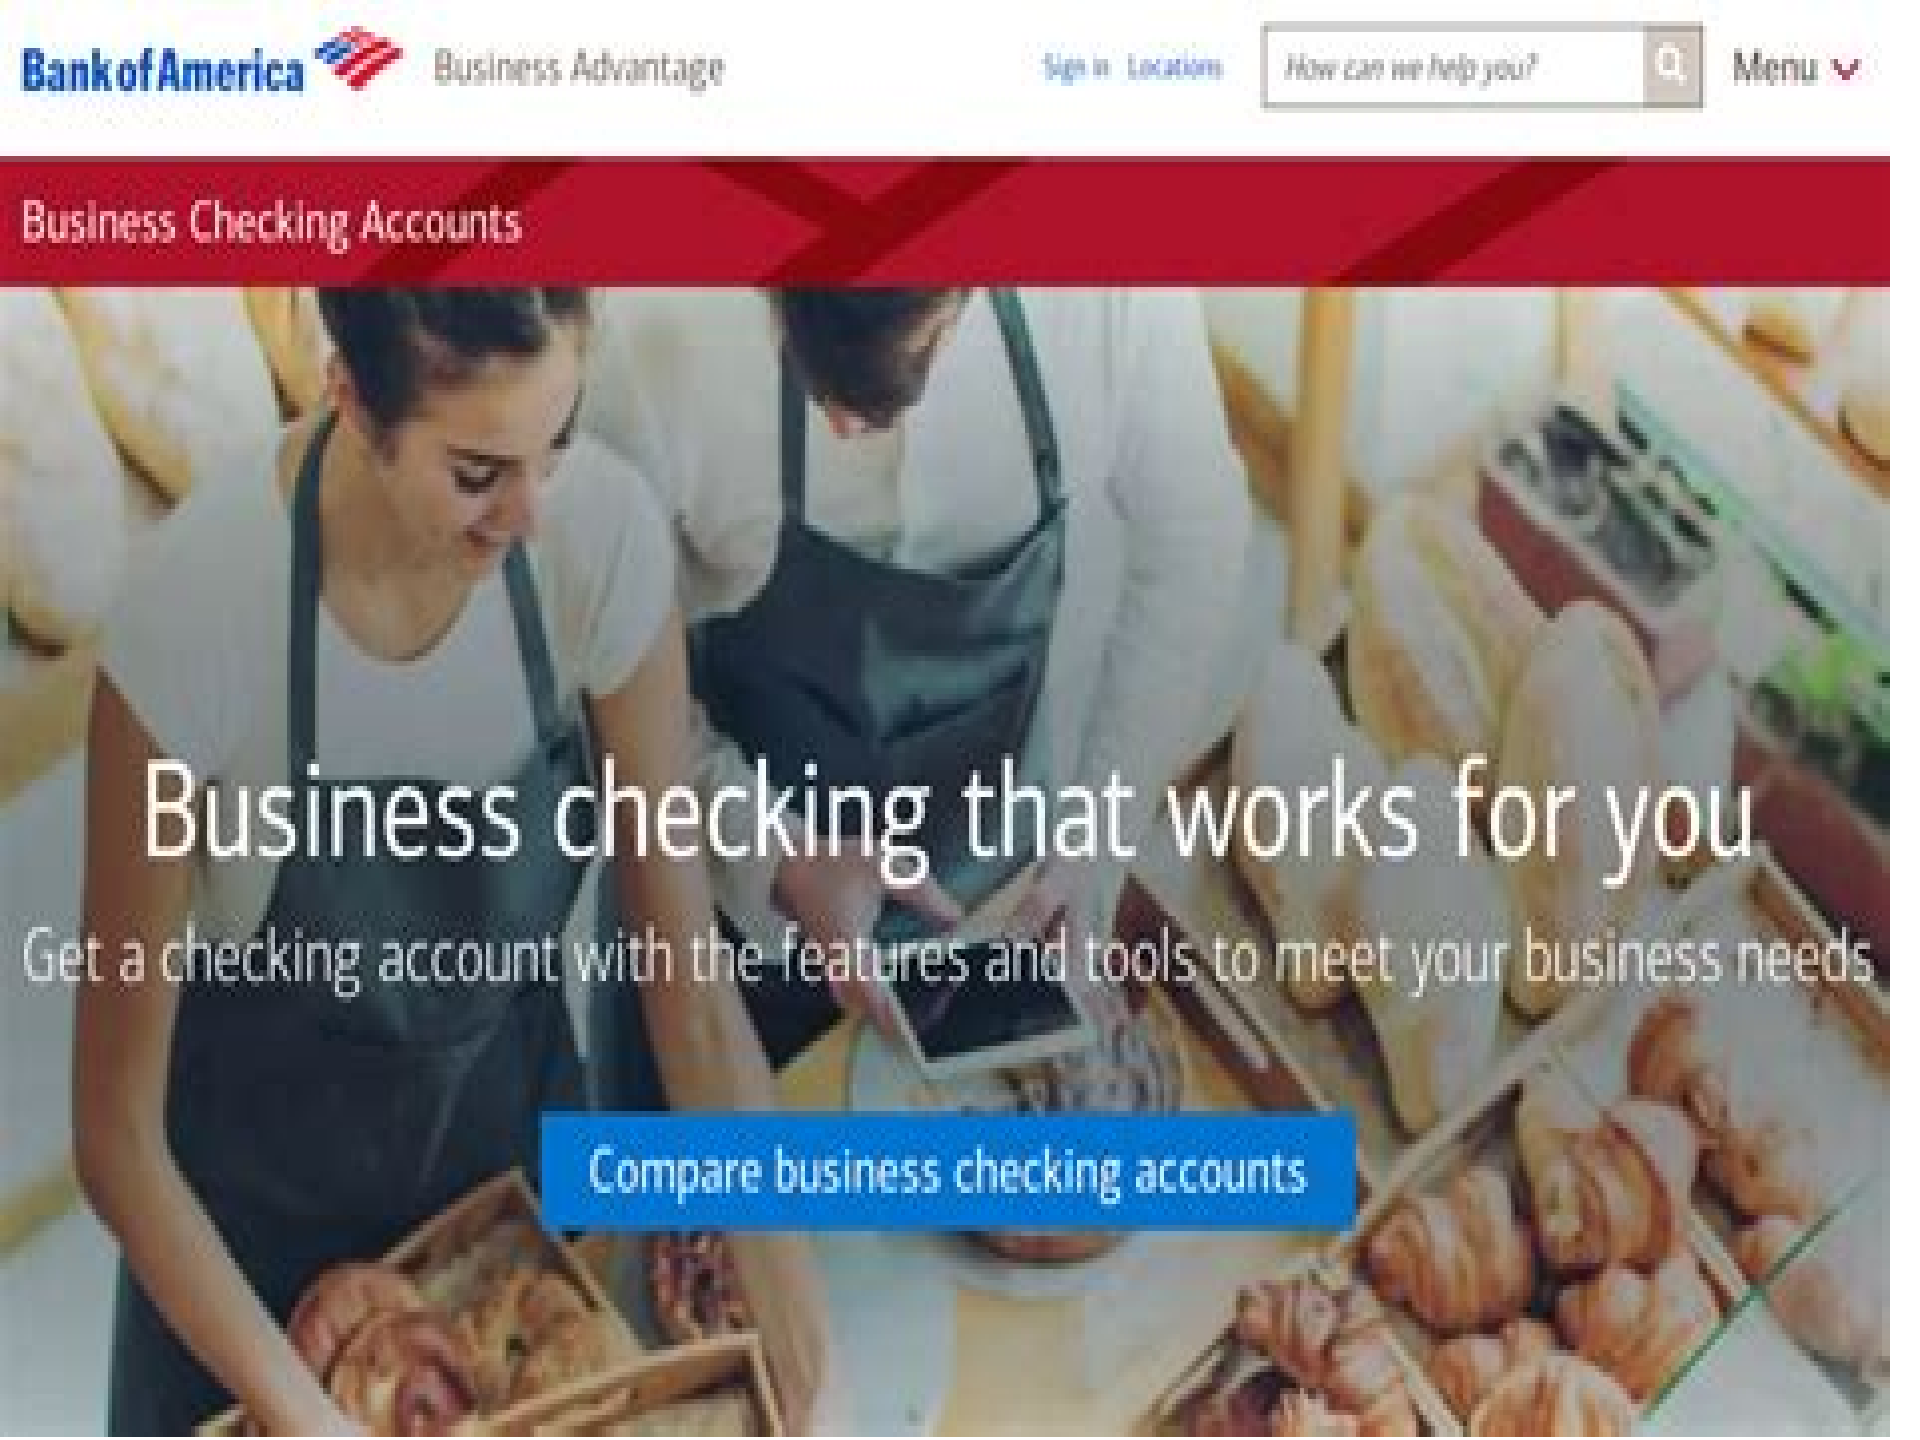 Bank of America Business Advantage Sign in Locations How can we help you? Menu
Business Checking Accounts
Business checking that works for you
Get a checking account with the features and tools to meet your business needs
Compare business checking accounts